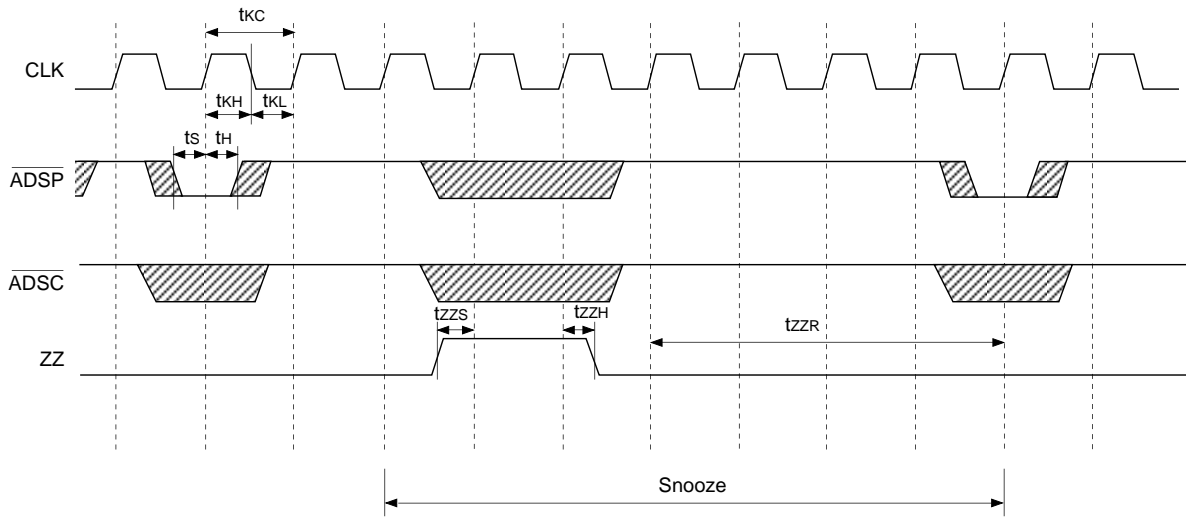 tKC
CLK
tKH
tKL
tS
tH
ADSP
ADSC
tZZS
tZZH
tZZR
ZZ
Snooze